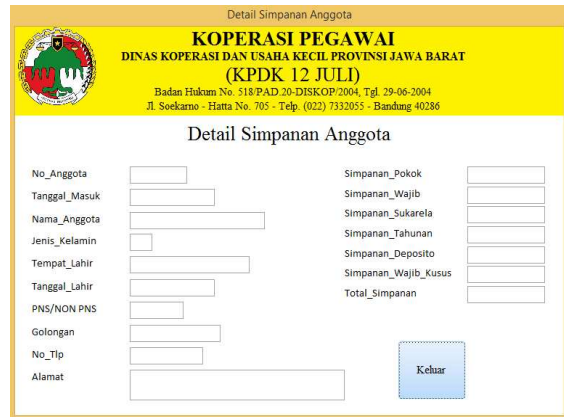 Detail Simpanan Anggota
KOPERASI PEGAWAI
DINAS KOPERASI DAN USAHA KECIL PROVINSI JAWA BARAT
(KPDK 12 JULI)
Badan Hukum No. 518/PAD.20-DISKOP/2004, Tgl. 29-06-2004
Jl. Soekarno - Hatta No. 705 - Telp. (022) 7332055 - Bandung 40286
Detail Simpanan Anggota
No_Anggota
Tanggal_Masuk
Nama_Anggota
Jenis_Kelamin
Tempat_Lahir
Tanggal_Lahir
PNS/NON PNS
Golongan
No_Tlp
Alamat
Simpanan_Pokok
Simpanan_Wajib
Simpanan_Sukarela
Simpanan_Tahunan
Simpanan_Deposito
Simpanan_Wajib_Kusus
Total_Simpanan
Keluar